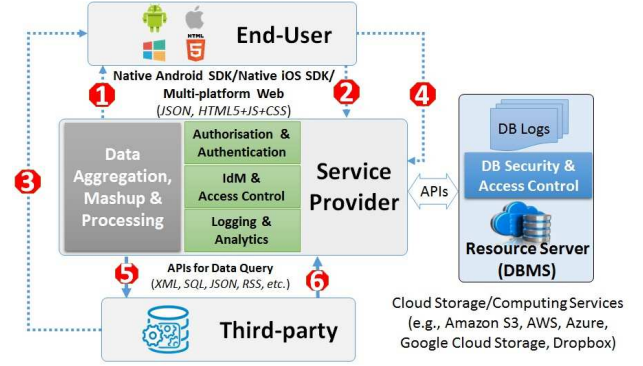 HTML
5
End-User
Native Android SDK/Native iOS SDK/
Multi-platform Web
(JSON, HTML5+JS+CSS)
1
2
4
3
Data
Aggregation,
Mashup &
Processing
Authorisation &
Authentication
IdM &
Access Control
Logging &
Analytics
Service
Provider
APIs
DB Logs
DB Security &
Access Control
Resource Server
(DBMS)
5
APIs for Data Query
(XML, SQL, JSON, RSS, etc.)
6
Third-party
Cloud Storage/Computing Services
(e.g., Amazon S3, AWS, Azure,
Google Cloud Storage, Dropbox)